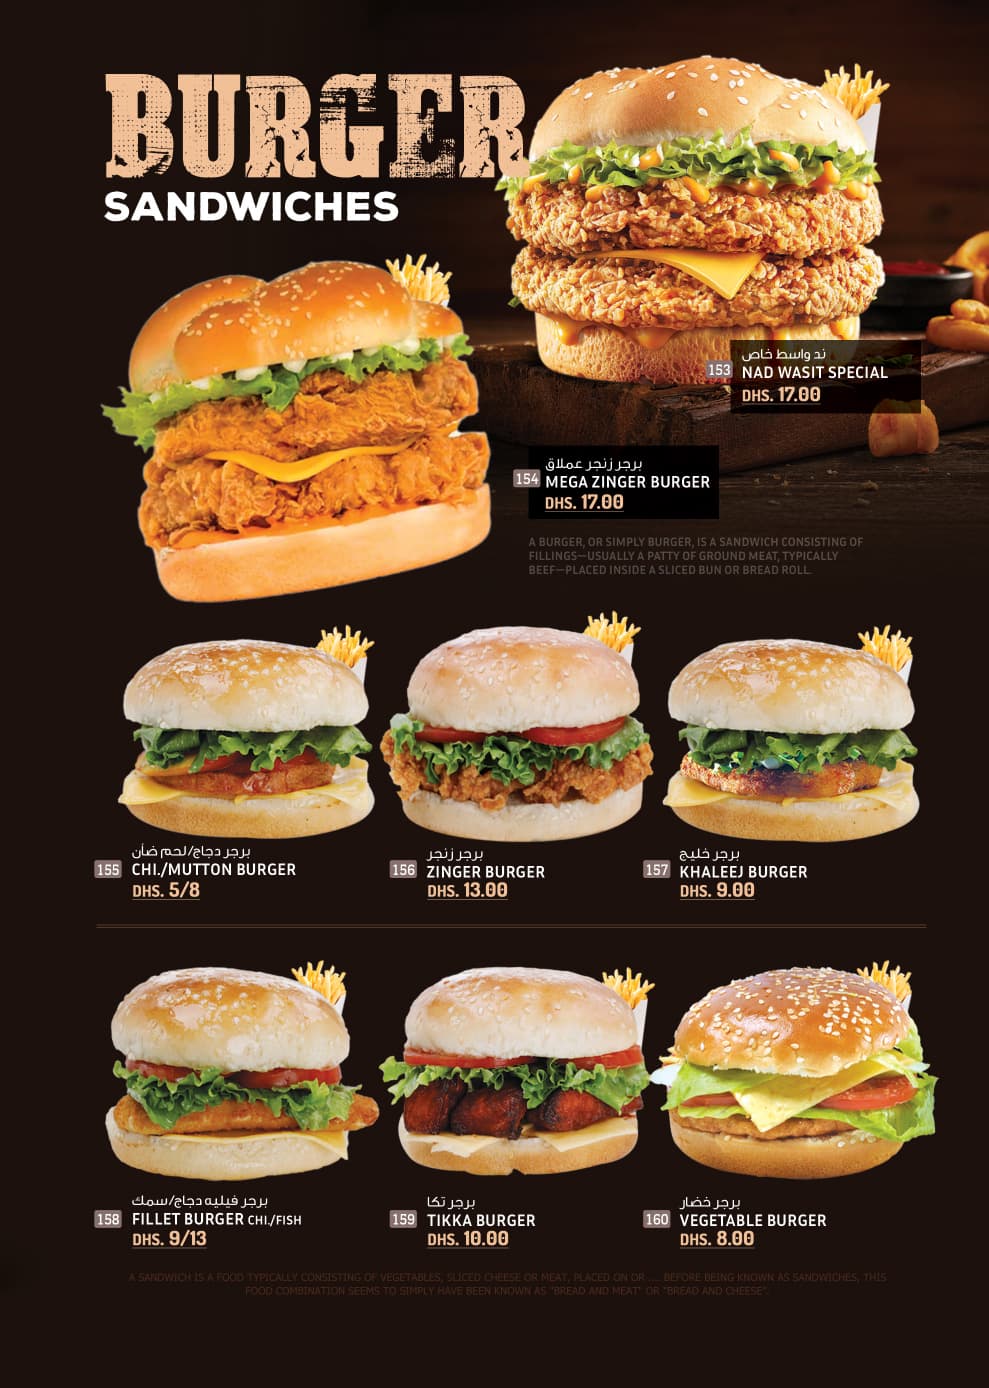 BURGER
SANDWICHES
ند واسط خاص
153 NAD WASIT SPECIAL
DHS. 17.00
برجر زنجر عملاق
154 MEGA ZINGER BURGER
DHS. 17.00
A BURGER, OR SIMPLY BURGER, IS A SANDWICH CONSISTING OF
FILLINGS—USUALLY A PATTY OF GROUND MEAT, TYPICALLY
BEEF—PLACED INSIDE A SLICED BUN OR BREAD ROLL.
برجر دجاج/لحم ضأن
155 CHI./MUTTON BURGER
DHS. 5/8
برجر زنجر
156 ZINGER BURGER
DHS. 13.00
برجر خليج
157 KHALEEJ BURGER
DHS. 9.00
برجر فيليه دجاج/سمك
158 FILLET BURGER CHI./FISH
DHS. 9/13
برجر تكا
159 TIKKA BURGER
DHS. 10.00
برجر خضار
160 VEGETABLE BURGER
DHS. 8.00
A SANDWICH IS A FOOD TYPICALLY CONSISTING OF VEGETABLES, SLICED CHEESE OR MEAT, PLACED ON OR .... BEFORE BEING KNOWN AS SANDWICHES, THIS
FOOD COMBINATION SEEMS TO SIMPLY HAVE BEEN KNOWN AS "BREAD AND MEAT" OR "BREAD AND CHEESE".